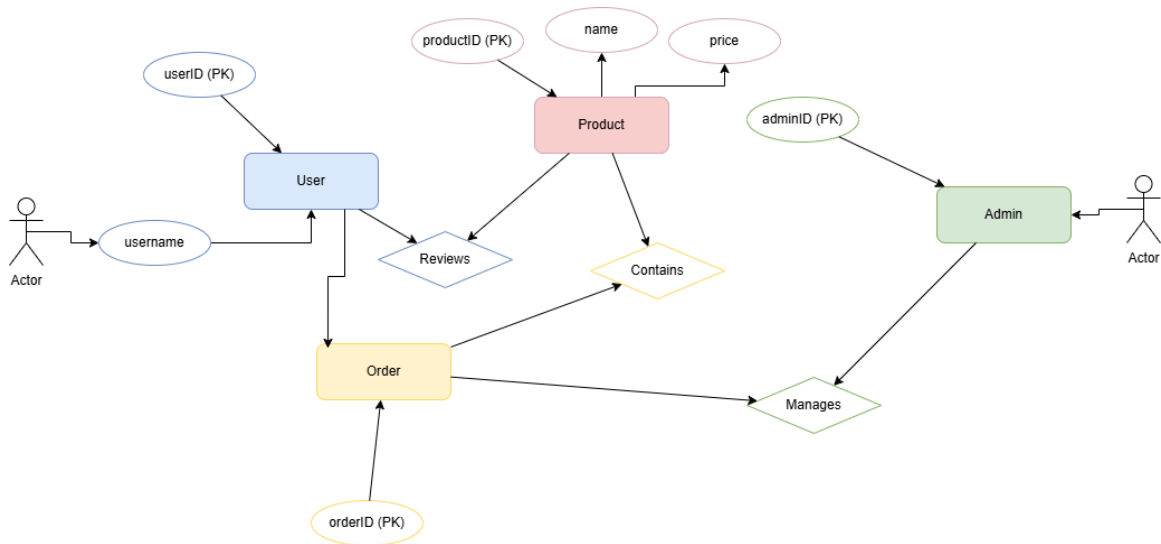 name
productID (PK)
price
userID (PK)
Product
adminID (PK)
User
Admin
username
Reviews
Contains
Actor
Actor
Order
Manages
orderID (PK)